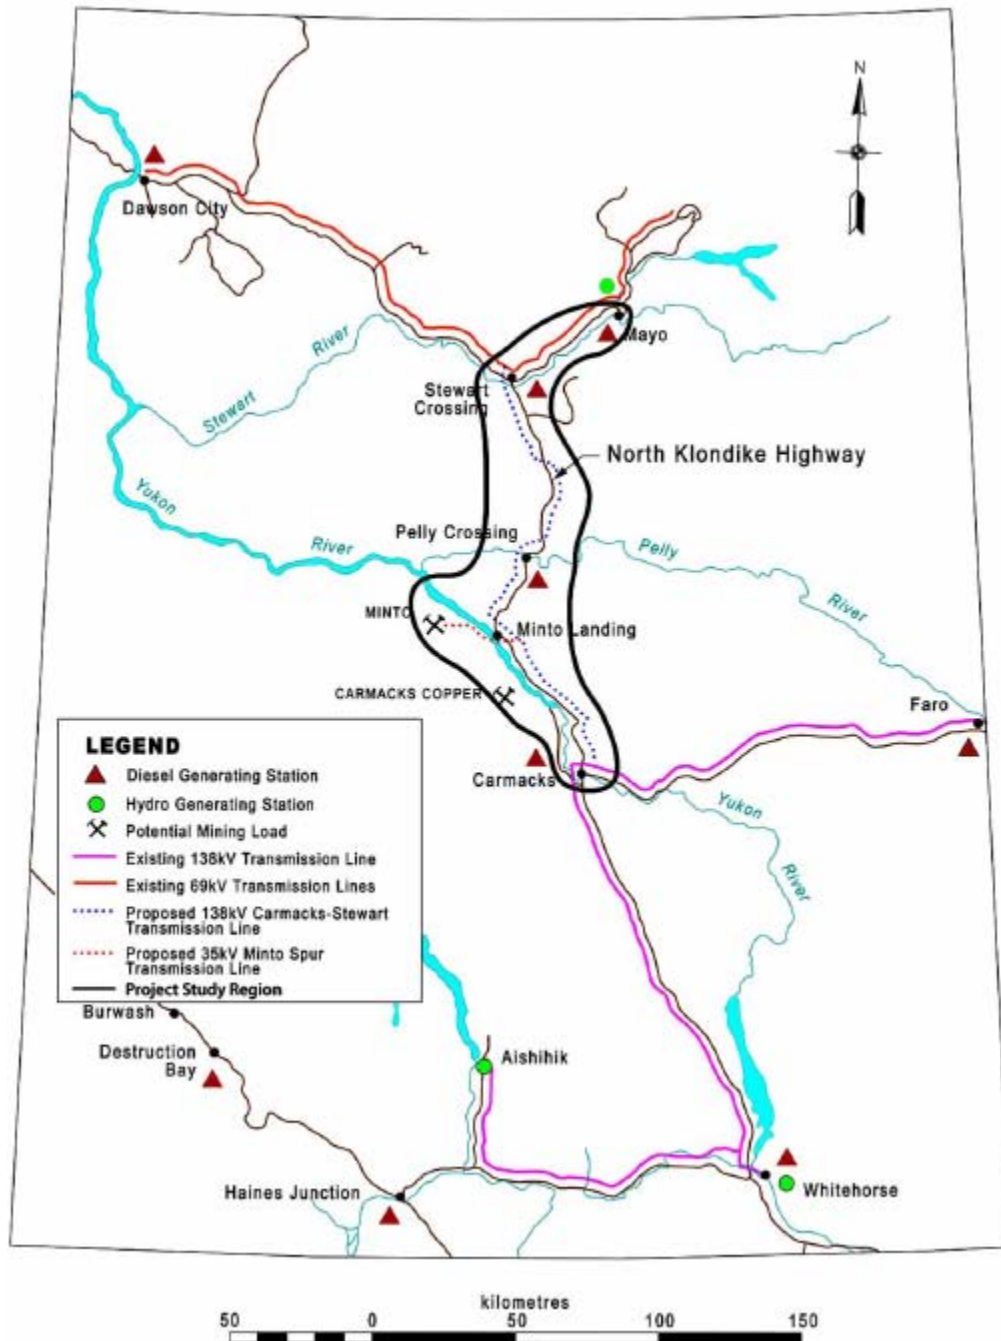 N
Dawson City
Mayo
Stewart
River
Stewart
Crossing
North Klondike Highway
Yukon
River
Pelly Crossing
Pelly
River
MINTO
Minto Landing
CARMACKS COPPER
Faro
Carmacks
Yukon
River
LEGEND
Diesel Generating Station
Hydro Generating Station
Potential Mining Load
Existing 138kV Transmission Line
Existing 69kV Transmission Lines
Proposed 138kV Carmacks-Stewart
Transmission Line
Proposed 35kV Minto Spur
Transmission Line
Project Study Region
Burwash
Destruction
Bay
Aishihik
Haines Junction
Whitehorse
kilometres
50 0 50 100 150